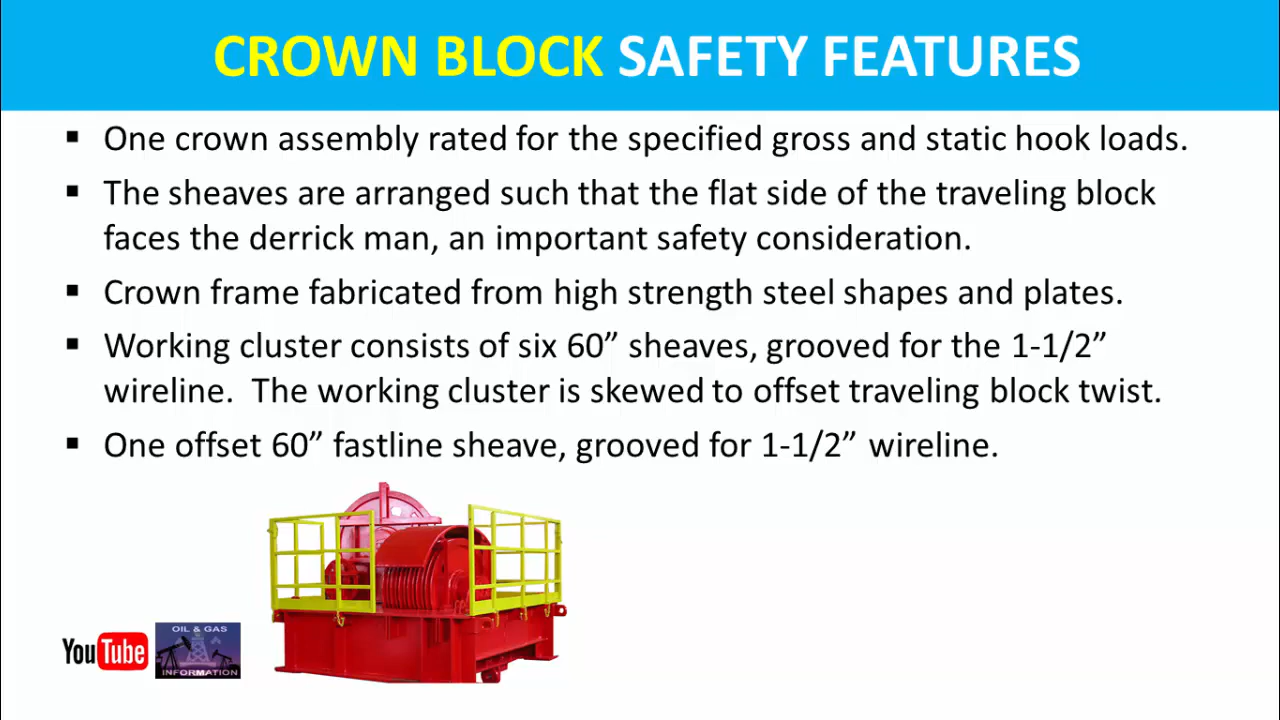 CROWN BLOCK SAFETY FEATURES
▪ One crown assembly rated for the specified gross and static hook loads.
▪ The sheaves are arranged such that the flat side of the traveling block
faces the derrick man, an important safety consideration.
▪ Crown frame fabricated from high strength steel shapes and plates.
▪ Working cluster consists of six 60” sheaves, grooved for the 1-1/2”
wireline.  The working cluster is skewed to offset traveling block twist.
▪ One offset 60” fastline sheave, grooved for 1-1/2” wireline.
YouTube
OIL & GAS
INFORMATION